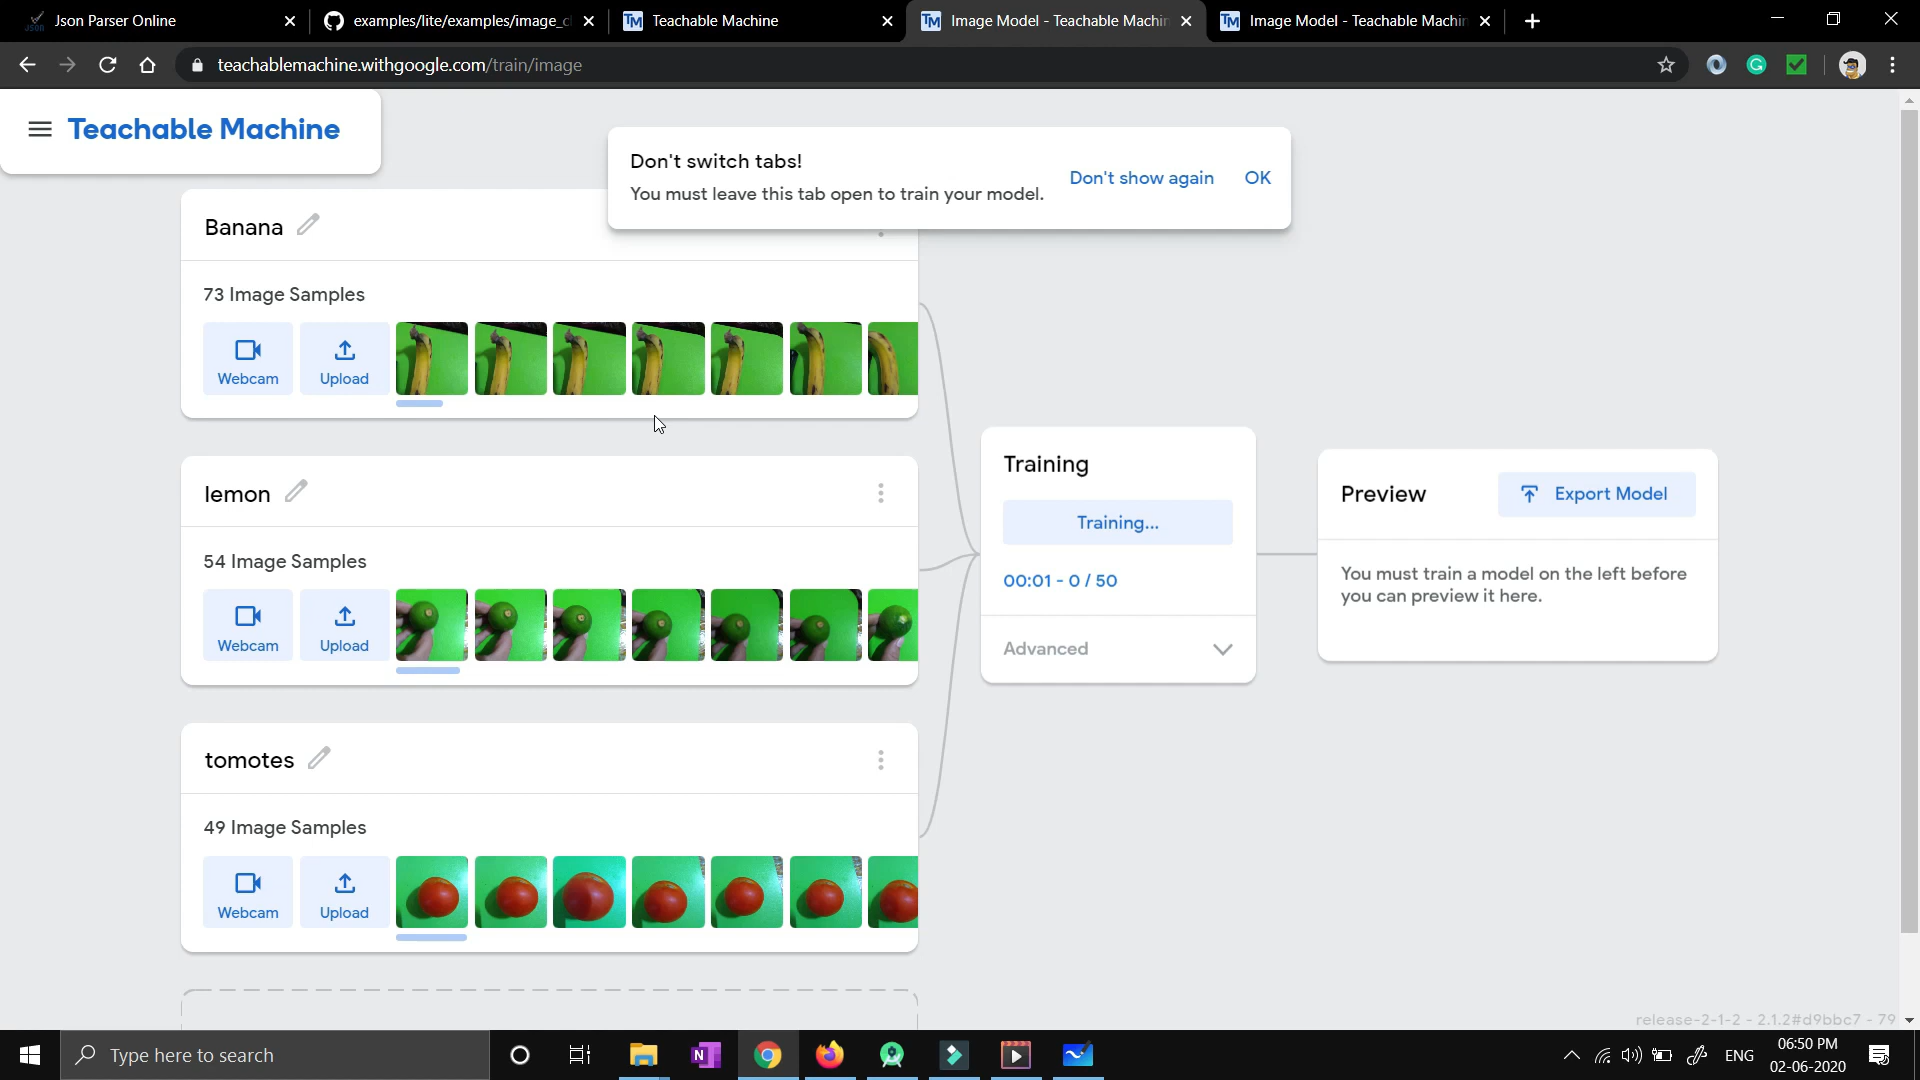 Json Parser Online
examples/lite/examples/image_c
Teachable Machine
Image Model - Teachable Machin
Image Model - Teachable Machin
teachablemachine.withgoogle.com/train/image
Teachable Machine
Don't switch tabs!
You must leave this tab open to train your model.
Don't show again
OK
Banana
73 Image Samples
Webcam
Upload
lemon
54 Image Samples
Webcam
Upload
tomotes
49 Image Samples
Webcam
Upload
Training
Training...
00:01 - 0 / 50
Advanced
Preview
Export Model
You must train a model on the left before
you can preview it here.
release-2-1-2 - 2.1.2#d9bbc7 - 79
Type here to search
ENG
06:50 PM
02-06-2020